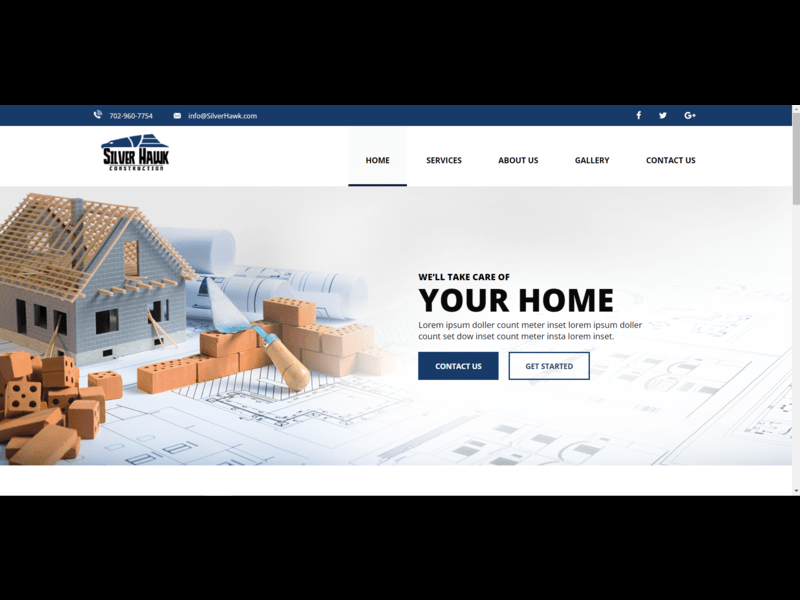 702-960-7754
info@SilverHawk.com
SILVER HAWK
CONSTRUCTION
HOME
SERVICES
ABOUT US
GALLERY
CONTACT US
WE'LL TAKE CARE OF
YOUR HOME
Lorem ipsum doller count meter inset lorem ipsum doller
count set dow inset count meter insta lorem inset.
CONTACT US
GET STARTED